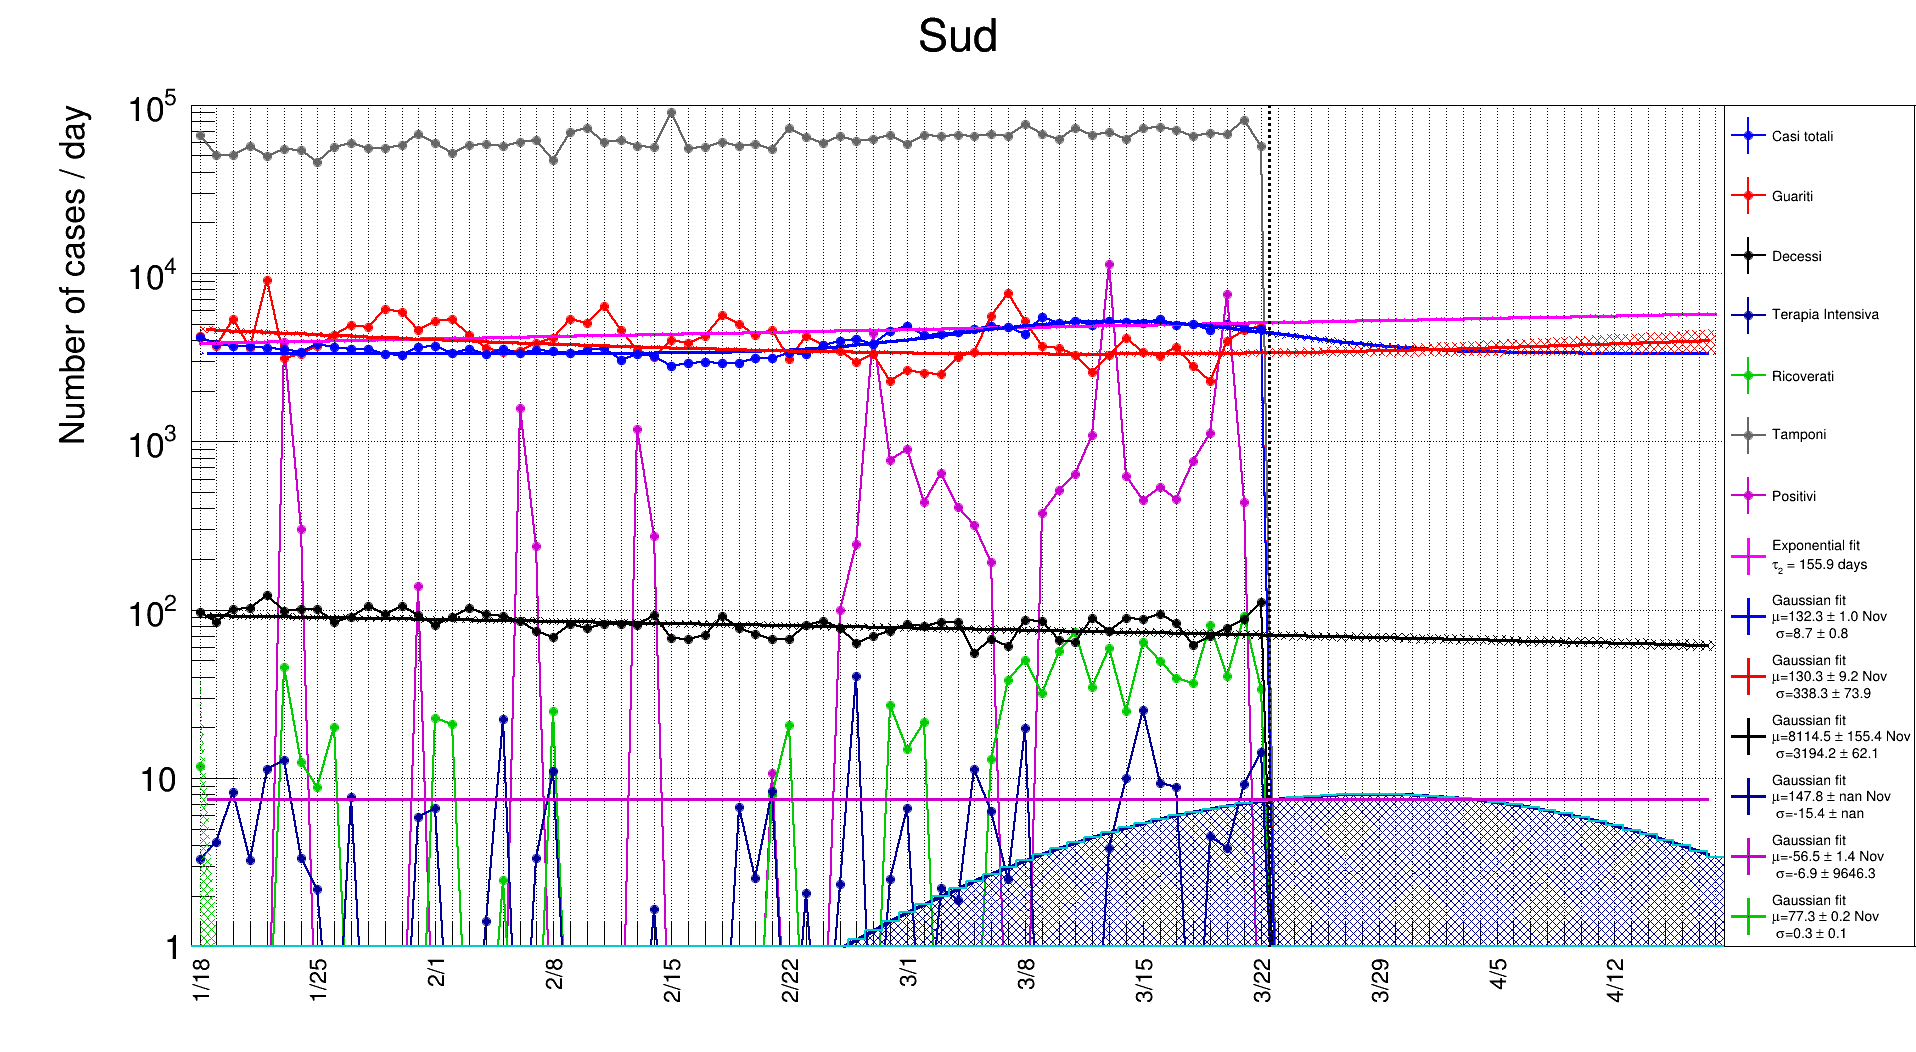 Sud
Number of cases / day
10^5
10^4
10^3
10^2
10
1
1/18
1/25
2/1
2/8
2/15
2/22
3/1
3/8
3/15
3/22
3/29
4/5
4/12
Casi totali
Guariti
Decessi
Terapia Intensiva
Ricoverati
Tamponi
Positivi
Exponential fit
τ₂ = 155.9 days
Gaussian fit
μ=132.3 ± 1.0 Nov
σ=8.7 ± 0.8
Gaussian fit
μ=130.3 ± 9.2 Nov
σ=338.3 ± 73.9
Gaussian fit
μ=8114.5 ± 155.4 Nov
σ=3194.2 ± 62.1
Gaussian fit
μ=147.8 ± nan Nov
σ=-15.4 ± nan
Gaussian fit
μ=-56.5 ± 1.4 Nov
σ=-6.9 ± 9646.3
Gaussian fit
μ=77.3 ± 0.2 Nov
σ=0.3 ± 0.1